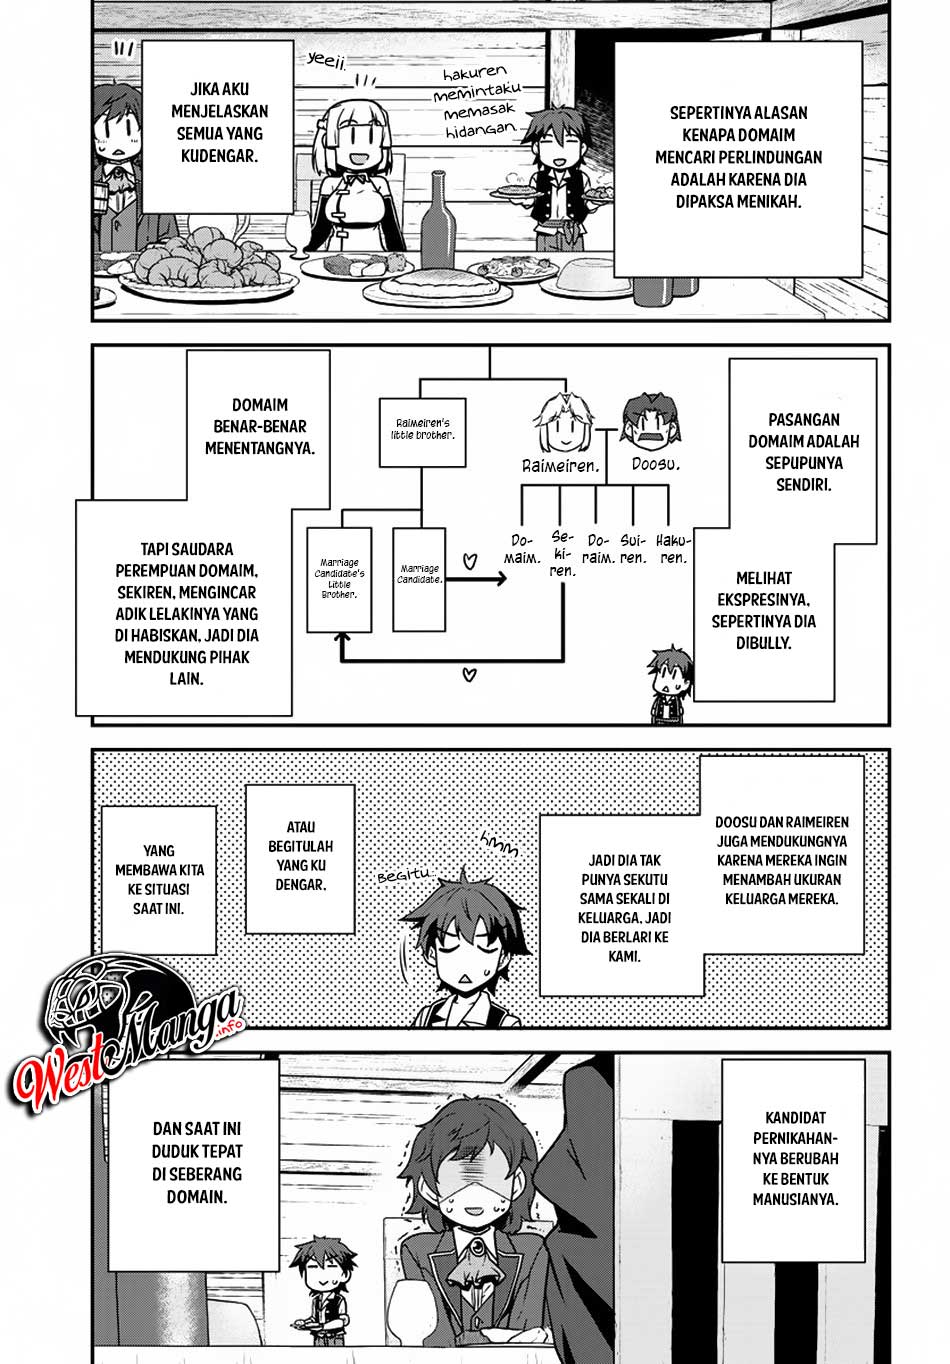 SEPERTINYA ALASAN
KENAPA DOMAIM
MENCARI PERLINDUNGAN
ADALAH KARENA DIA
DIPAKSA MENIKAH.
hakuren
memintaku
memasak
hidangan.
yeeii.
JIKA AKU
MENJELASKAN
SEMUA YANG
KUDENGAR.
PASANGAN
DOMAIM ADALAH
SEPUPUNYA
SENDIRI.
MELIHAT
EKSPRESINYA,
SEPERTINYA DIA
DIBULLY.
Raimeiren's
little brother.
Raimeiren.
Doosu.
Do-
maim.
Se-
ki-
ren.
Do-
raim.
Sui-
ren.
Haku-
ren.
Marriage
Candidate's
Little
Brother.
Marriage
Candidate.
DOMAIM
BENAR-BENAR
MENENTANGNYA.
TAPI SAUDARA
PEREMPUAN DOMAIM,
SEKIREN, MENGINCAR
ADIK LELAKINYA YANG
DI HABISKAN, JADI DIA
MENDUKUNG PIHAK
LAIN.
DOOSU DAN RAIMEIREN
JUGA MENDUKUNGNYA
KARENA MEREKA INGIN
MENAMBAH UKURAN
KELUARGA MEREKA.
JADI DIA TAK
PUNYA SEKUTU
SAMA SEKALI DI
KELUARGA, JADI
DIA BERLARI KE
KAMI.
hmm
BEGITU.
ATAU
BEGITULAH
YANG KU
DENGAR.
YANG
MEMBAWA KITA
KE SITUASI
SAAT INI.
WestManga
.info
KANDIDAT
PERNIKAHAN-
NYA BERUBAH
KE BENTUK
MANUSIANYA.
DAN SAAT INI
DUDUK TEPAT
DI SEBERANG
DOMAIN.